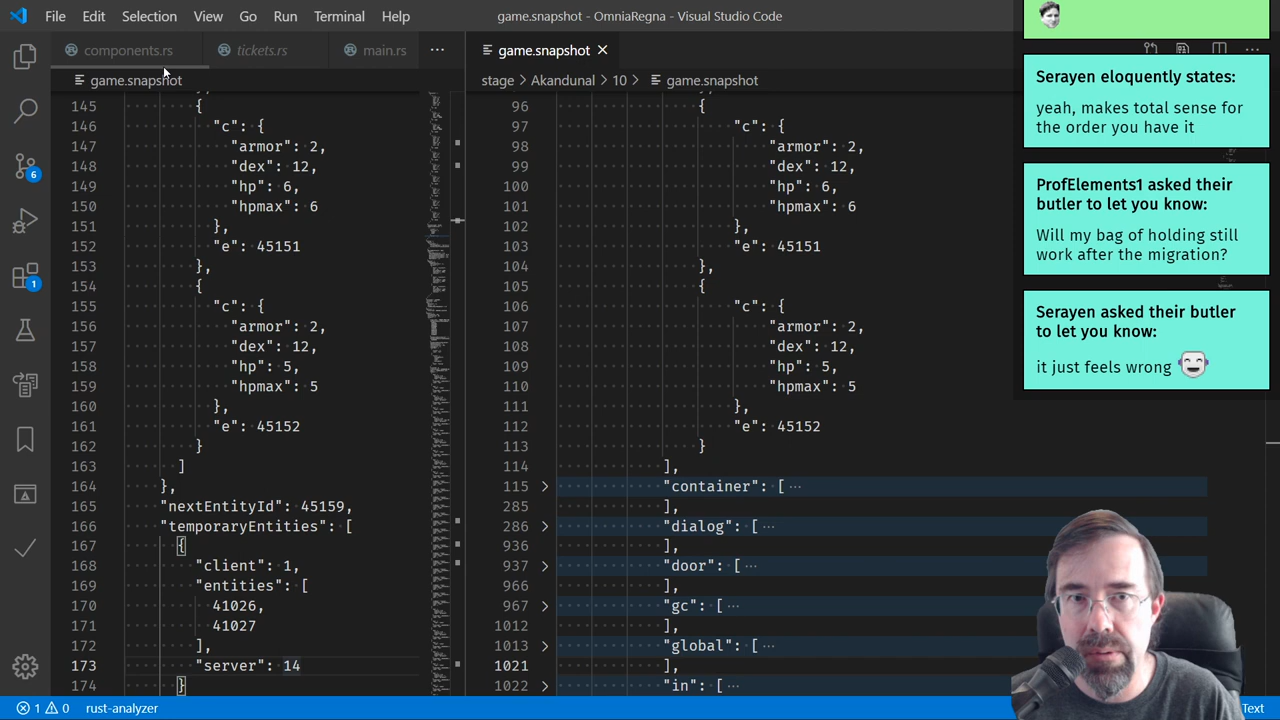 File Edit Selection View Go Run Terminal Help
game.snapshot - OmniaRegna - Visual Studio Code
components.rs tickets.rs main.rs ···
game.snapshot
145 {
146 "c": {
147 "armor": 2,
148 "dex": 12,
149 "hp": 6,
150 "hpmax": 6
151 },
152 "e": 45151
153 },
154 {
155 "c": {
156 "armor": 2,
157 "dex": 12,
158 "hp": 5,
159 "hpmax": 5
160 },
161 "e": 45152
162 }
163 ]
164 },
165 "nextEntityId": 45159,
166 "temporaryEntities": [
167 {
168 "client": 1,
169 "entities": [
170 41026,
171 41027
172 ],
173 "server": 14
174 }
game.snapshot
stage > Akandunal > 10 > game.snapshot
96 {
97 "c": {
98 "armor": 2,
99 "dex": 12,
100 "hp": 6,
101 "hpmax": 6
102 },
103 "e": 45151
104 },
105 {
106 "c": {
107 "armor": 2,
108 "dex": 12,
109 "hp": 5,
110 "hpmax": 5
111 },
112 "e": 45152
113 }
114 ],
115 "container": [ ···
285 ],
286 "dialog": [ ···
936 ],
937 "door": [ ···
966 ],
967 "gc": [ ···
1012 ],
1013 "global": [ ···
1021 ],
1022 "in": [ ···
Serayen eloquently states:
yeah, makes total sense for
the order you have it
ProfElements1 asked their
butler to let you know:
Will my bag of holding still
work after the migration?
Serayen asked their butler
to let you know:
it just feels wrong
6
1
1 0 rust-analyzer
Text